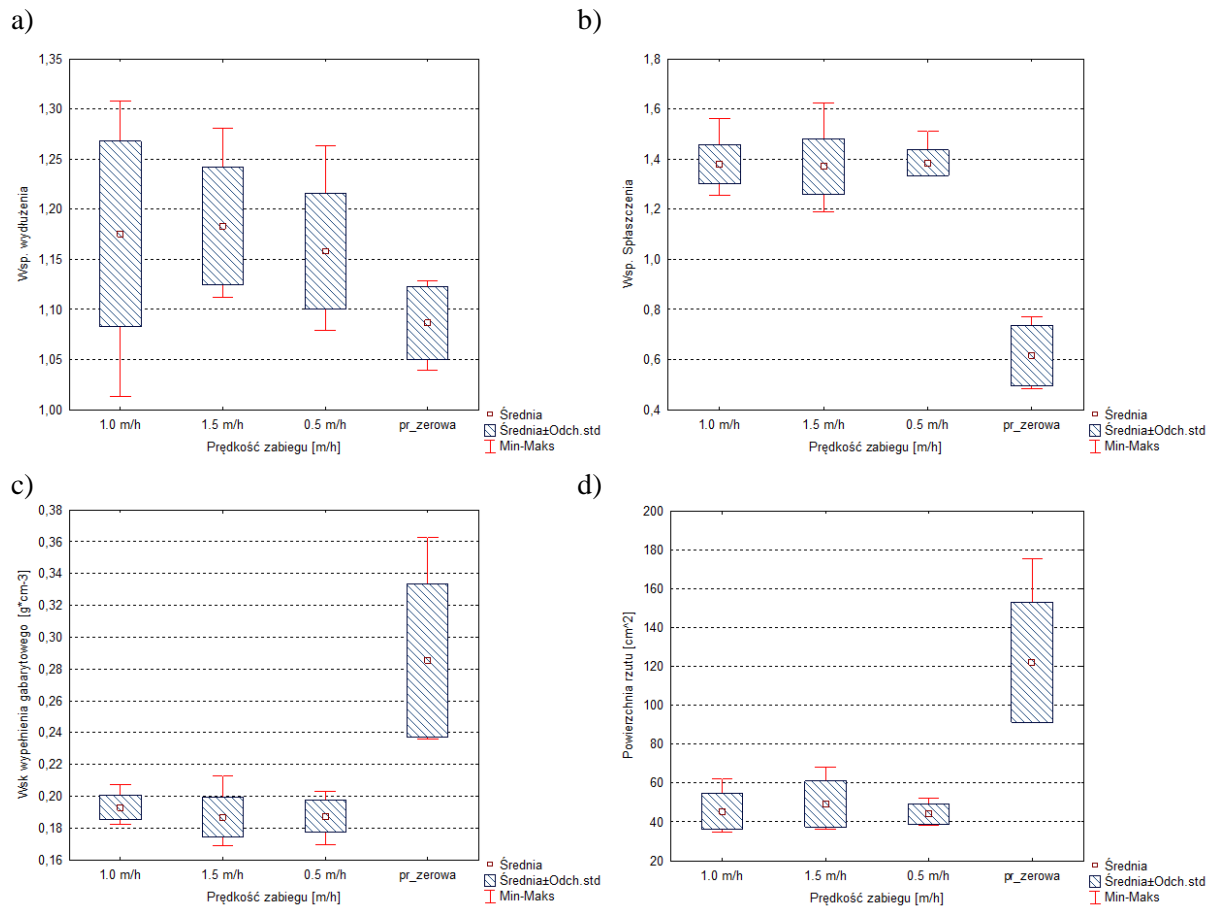 a)
1,35
1,30
1,25
1,20
1,15
1,10
1,05
1,00
Wsp. wydłużenia
1.0 m/h 1.5 m/h 0.5 m/h pr_zerowa
Prędkość zabiegu [m/h]
Średnia
Średnia±Odch.std
Min-Maks
b)
1,8
1,6
1,4
1,2
1,0
0,8
0,6
0,4
Wsp. Spłaszczenia
1.0 m/h 1.5 m/h 0.5 m/h pr_zerowa
Prędkość zabiegu [m/h]
Średnia
Średnia±Odch.std
Min-Maks
c)
0,38
0,36
0,34
0,32
0,30
0,28
0,26
0,24
0,22
0,20
0,18
0,16
Wsk wypełnienia gabarytowego [g*cm-3]
1.0 m/h 1.5 m/h 0.5 m/h pr_zerowa
Prędkość zabiegu [m/h]
Średnia
Średnia±Odch.std
Min-Maks
d)
200
180
160
140
120
100
80
60
40
20
Powierzchnia rzutu [cm^2]
1.0 m/h 1.5 m/h 0.5 m/h pr_zerowa
Prędkość zabiegu [m/h]
Średnia
Średnia±Odch.std
Min-Maks